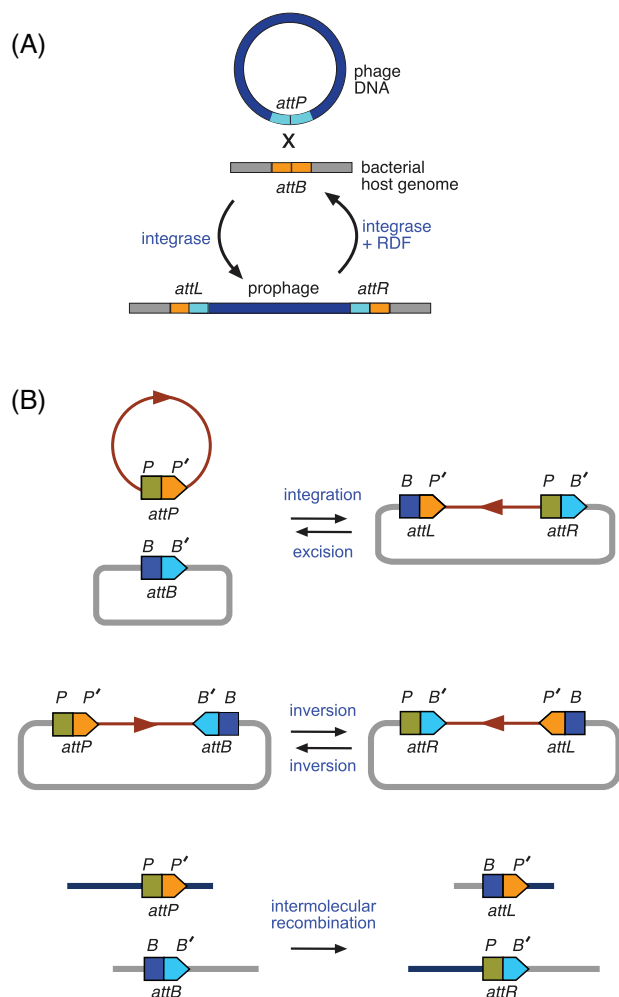 (A)
phage
DNA
attP
x
bacterial
host genome
attB
integrase
integrase
+ RDF
attL prophage attR
(B)
P P′
attP
B B′
attB
integration
excision
B P′
attL
P B′
attR
P P′
attP
B′ B
attB
inversion
inversion
P B′
attR
P′ B
attL
P P′
attP
B B′
attB
intermolecular
recombination
B P′
attL
P B′
attR